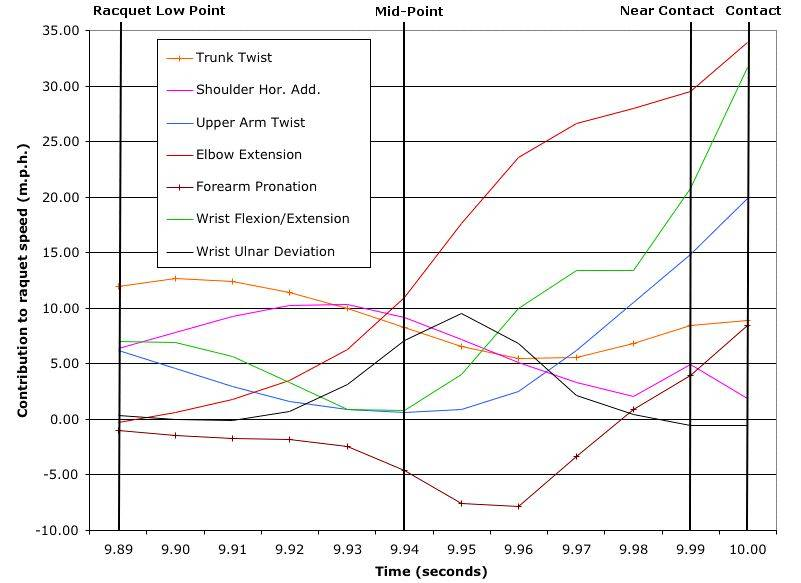 Racquet Low Point Mid-Point Near Contact Contact
35.00
30.00
25.00
20.00
15.00
10.00
5.00
0.00
-5.00
-10.00
Contribution to raquet speed (m.p.h.)
Trunk Twist
Shoulder Hor. Add.
Upper Arm Twist
Elbow Extension
Forearm Pronation
Wrist Flexion/Extension
Wrist Ulnar Deviation
9.89 9.90 9.91 9.92 9.93 9.94 9.95 9.96 9.97 9.98 9.99 10.00
Time (seconds)